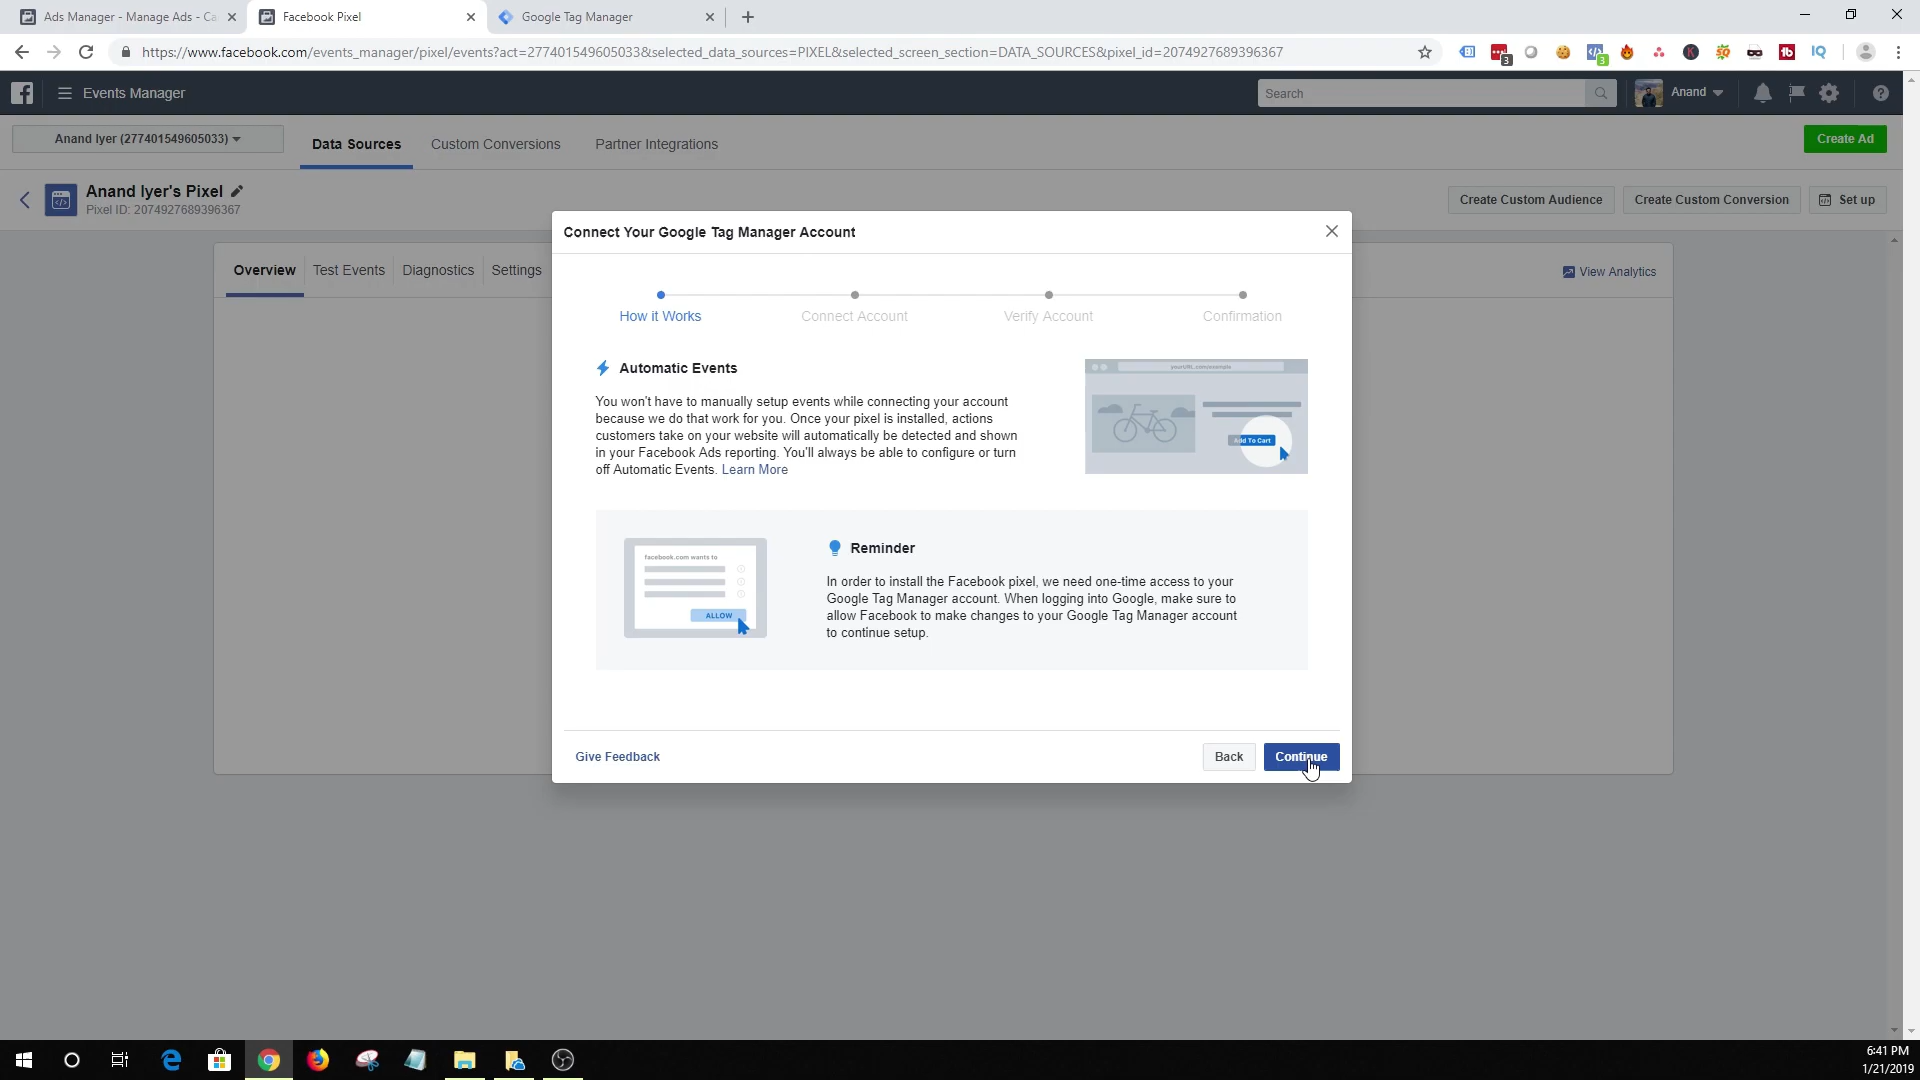 Ads Manager - Manage Ads - Ca
Facebook Pixel
Google Tag Manager
https://www.facebook.com/events_manager/pixel/events?act=277401549605033&selected_data_sources=PIXEL&selected_screen_section=DATA_SOURCES&pixel_id=2074927689396367
3
3
K
tb
IQ
Events Manager
Search
Anand
Anand Iyer (277401549605033)
Data Sources
Custom Conversions
Partner Integrations
Create Ad
Anand Iyer's Pixel
Pixel ID: 2074927689396367
Create Custom Audience
Create Custom Conversion
Set up
Overview
Test Events
Diagnostics
Settings
View Analytics
Connect Your Google Tag Manager Account
How it Works
Connect Account
Verify Account
Confirmation
Automatic Events
You won't have to manually setup events while connecting your account
because we do that work for you. Once your pixel is installed, actions
customers take on your website will automatically be detected and shown
in your Facebook Ads reporting. You'll always be able to configure or turn
off Automatic Events. Learn More
yourURL.com/example
Add To Cart
facebook.com wants to
ALLOW
Reminder
In order to install the Facebook pixel, we need one-time access to your
Google Tag Manager account. When logging into Google, make sure to
allow Facebook to make changes to your Google Tag Manager account
to continue setup.
Give Feedback
Back
Continue
6:41 PM
1/21/2019